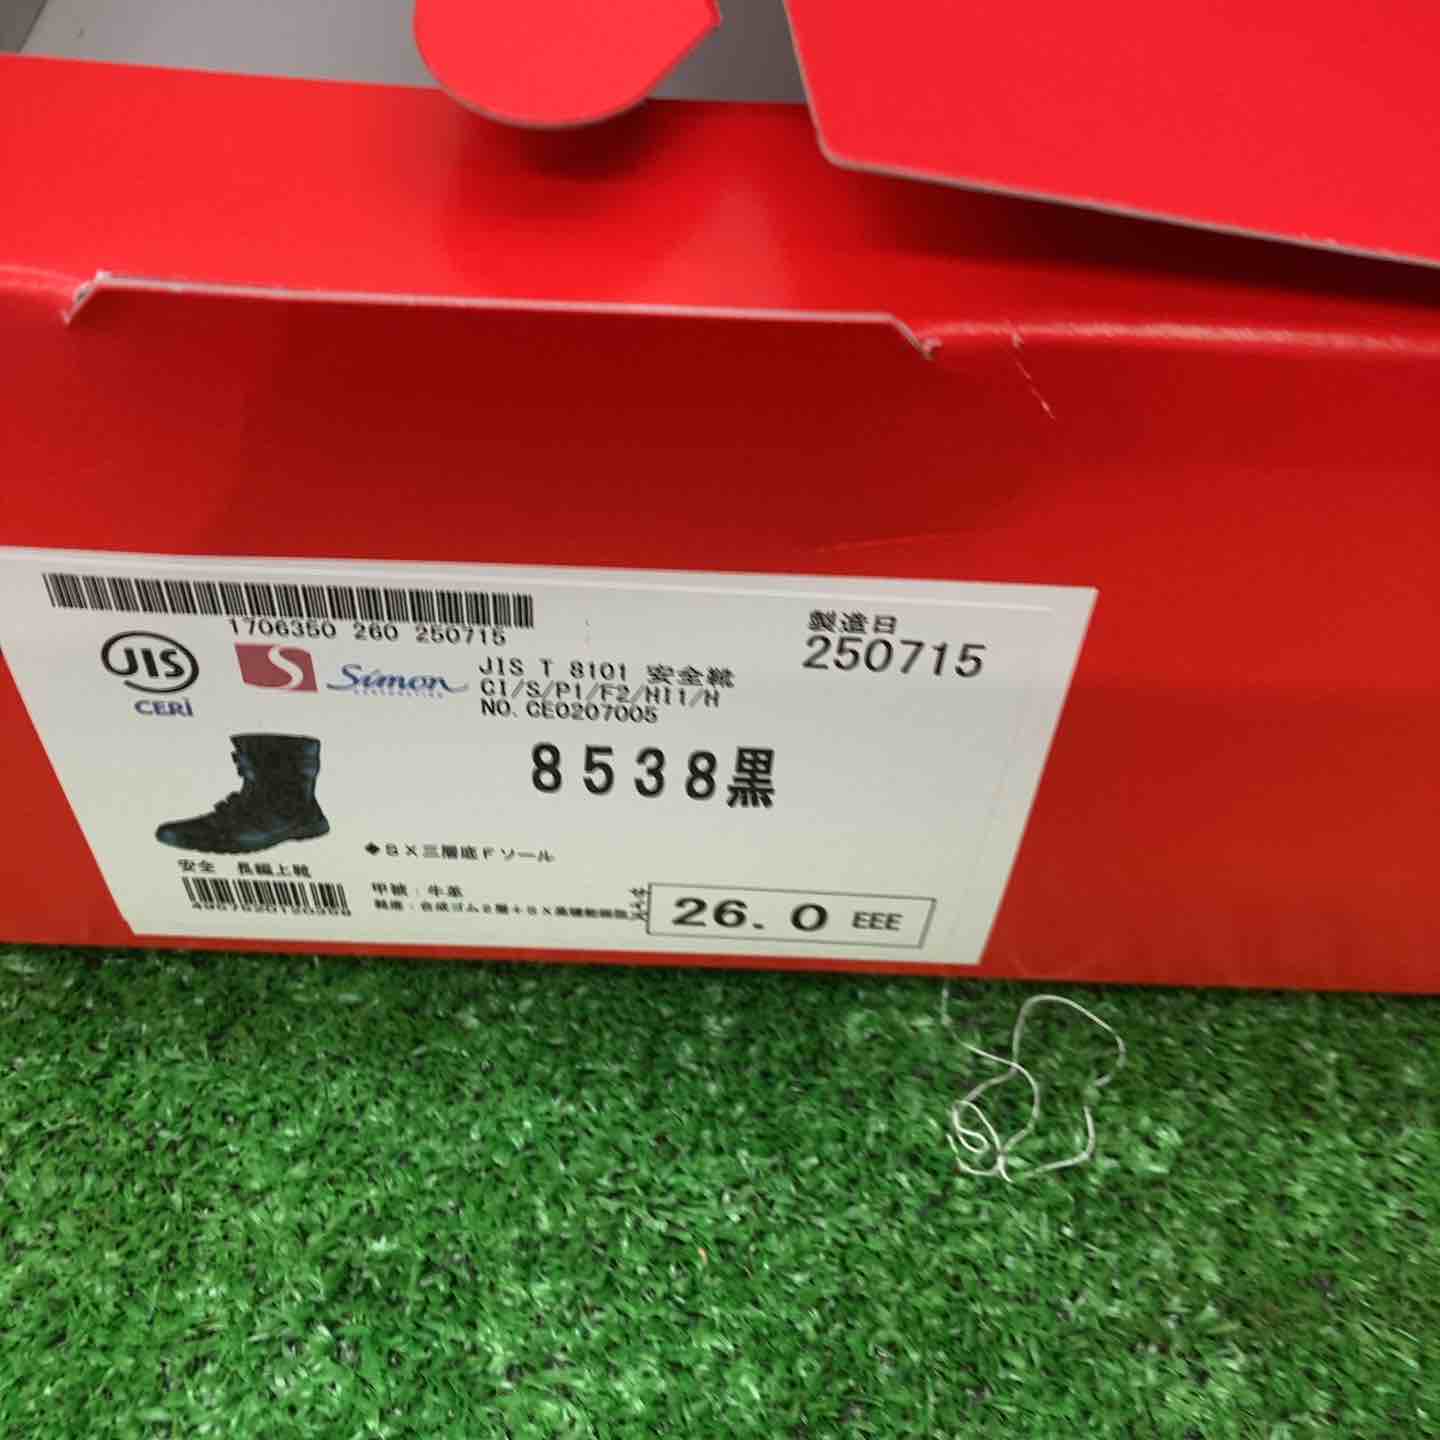 1706350 260 250715
製造日
250715
JIS
CERI
S Simon
CORPORATION
JIS T 8101 安全靴
CI/S/P1/F2/HI1/H
NO. CE0207005
8538黒
◆SX三層底Fソール
安全 長編上靴
甲被：牛革
26.0 EEE